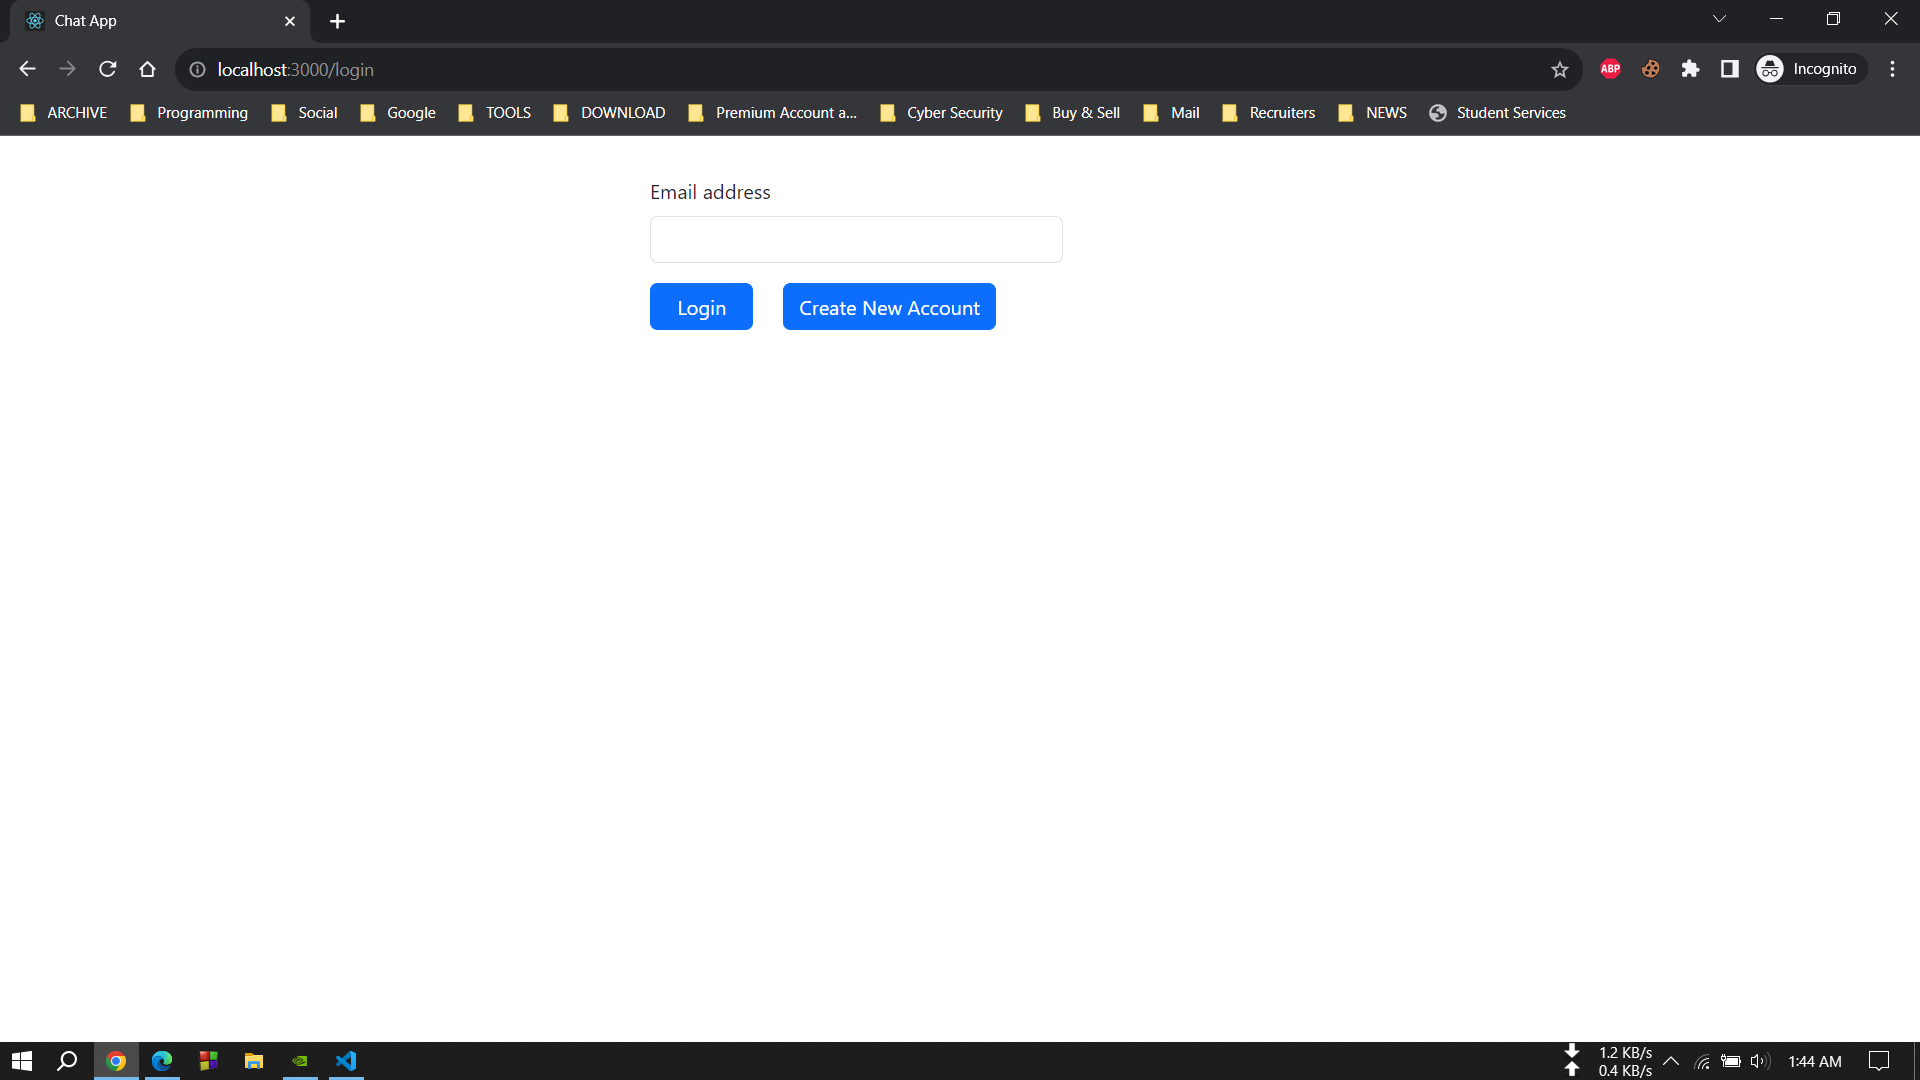 Chat App
localhost:3000/login
ABP
Incognito
ARCHIVE Programming Social Google TOOLS DOWNLOAD Premium Account a... Cyber Security Buy & Sell Mail Recruiters NEWS Student Services
Email address
Login Create New Account
1.2 KB/s
0.4 KB/s
1:44 AM